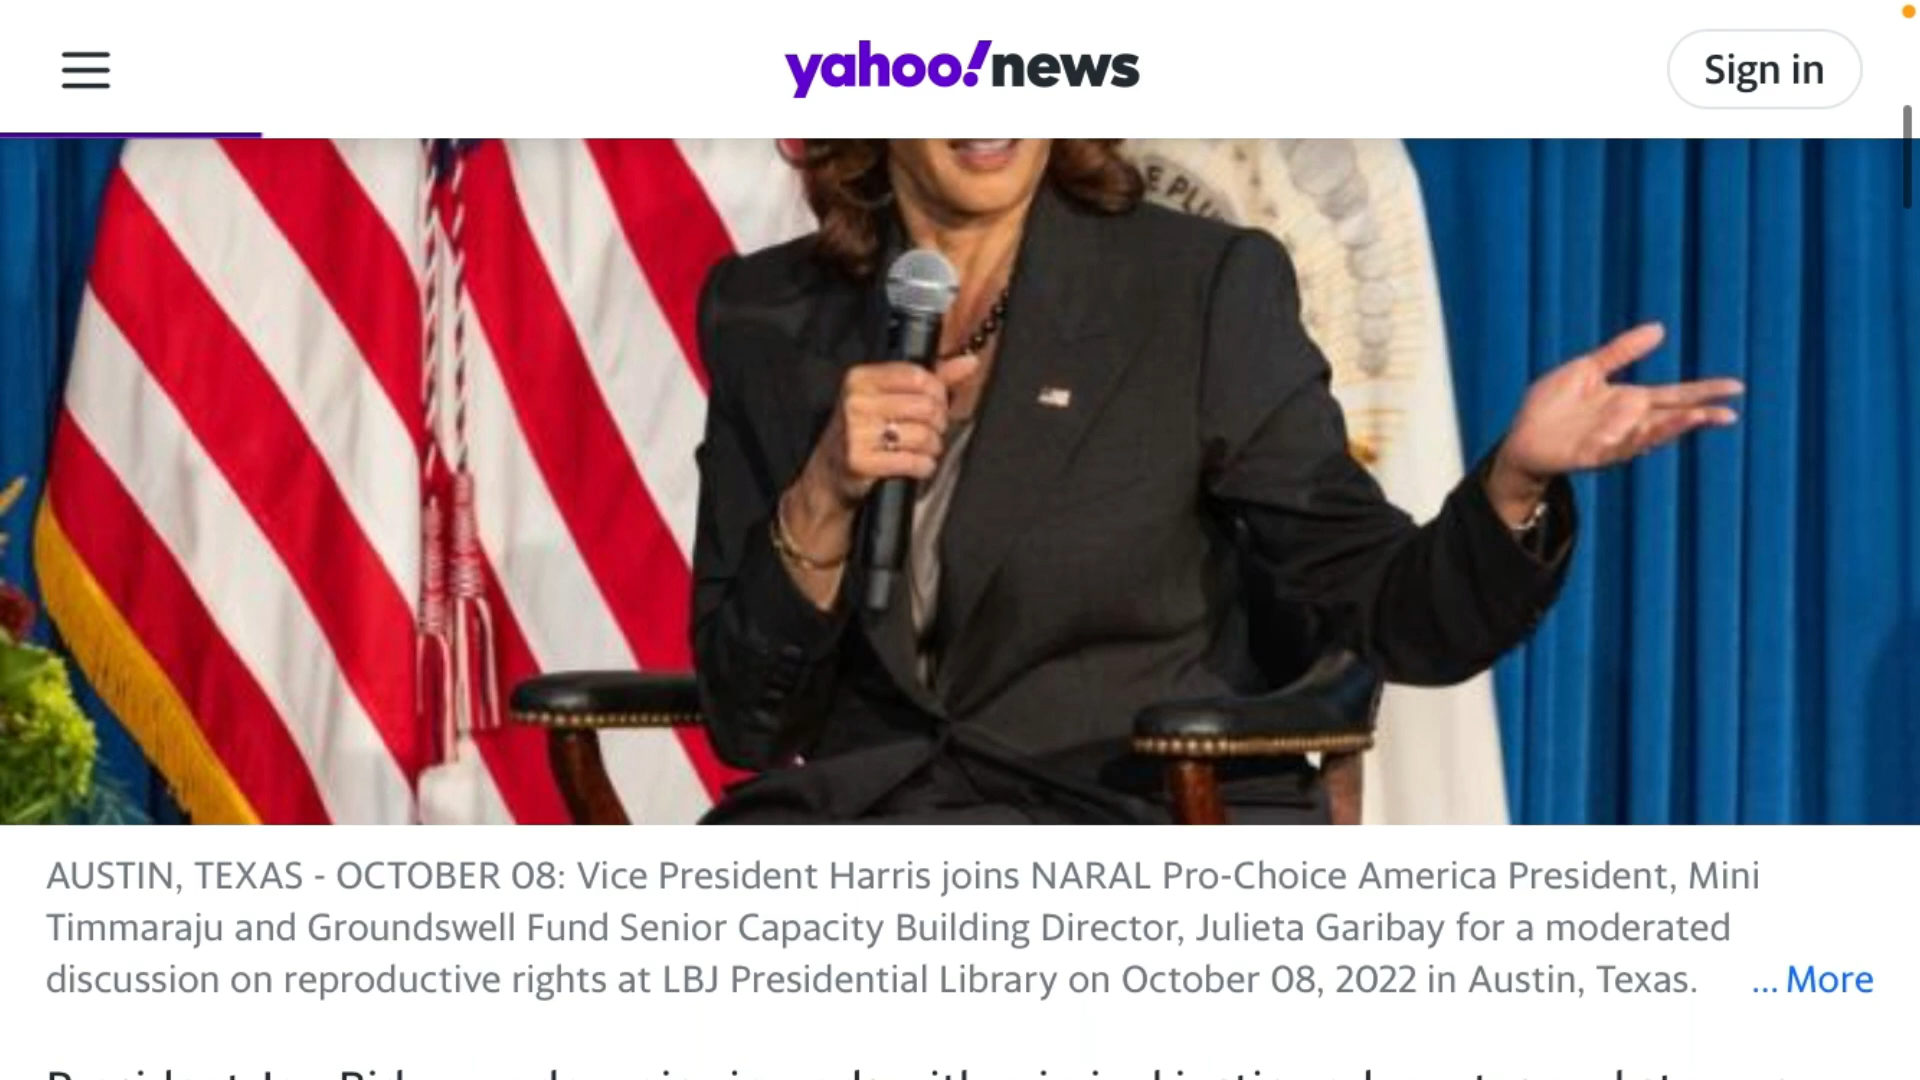 yahoo!news
Sign in
E PLU
AUSTIN, TEXAS - OCTOBER 08: Vice President Harris joins NARAL Pro-Choice America President, Mini
Timmaraju and Groundswell Fund Senior Capacity Building Director, Julieta Garibay for a moderated
discussion on reproductive rights at LBJ Presidential Library on October 08, 2022 in Austin, Texas. ... More